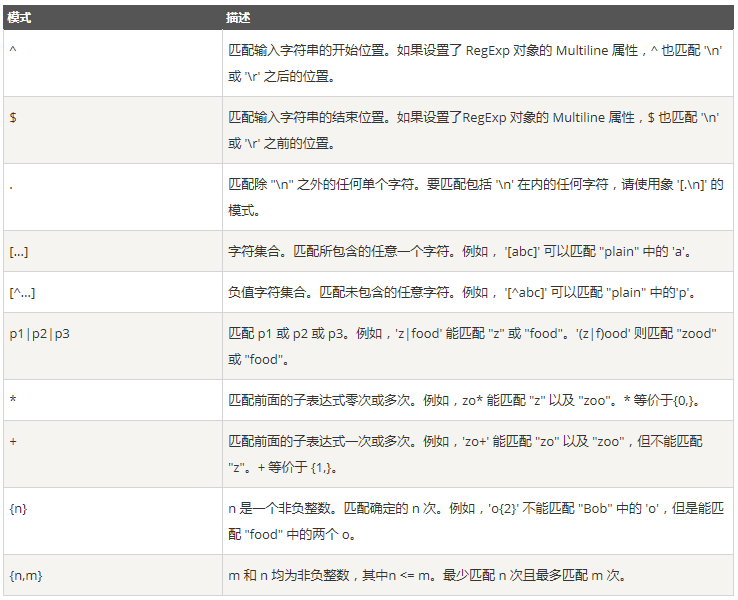 模式 描述
^ 匹配输入字符串的开始位置。如果设置了 RegExp 对象的 Multiline 属性，^ 也匹配 '\n'
或 '\r' 之后的位置。
$ 匹配输入字符串的结束位置。如果设置了RegExp 对象的 Multiline 属性，$ 也匹配 '\n'
或 '\r' 之前的位置。
. 匹配除 "\n" 之外的任何单个字符。要匹配包括 '\n' 在内的任何字符，请使用象 '[.\n]' 的
模式。
[...] 字符集合。匹配所包含的任意一个字符。例如， '[abc]' 可以匹配 "plain" 中的 'a'。
[^...] 负值字符集合。匹配未包含的任意字符。例如， '[^abc]' 可以匹配 "plain" 中的'p'。
p1|p2|p3 匹配 p1 或 p2 或 p3。例如，'z|food' 能匹配 "z" 或 "food"。'(z|f)ood' 则匹配 "zood"
或 "food"。
* 匹配前面的子表达式零次或多次。例如，zo* 能匹配 "z" 以及 "zoo"。* 等价于{0,}。
+ 匹配前面的子表达式一次或多次。例如，'zo+' 能匹配 "zo" 以及 "zoo"，但不能匹配
"z"。+ 等价于 {1,}。
{n} n 是一个非负整数。匹配确定的 n 次。例如，'o{2}' 不能匹配 "Bob" 中的 'o'，但是能匹
配 "food" 中的两个 o。
{n,m} m 和 n 均为非负整数，其中n <= m。最少匹配 n 次且最多匹配 m 次。